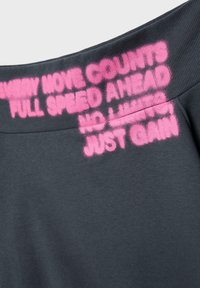 EVERY MOVE COUNTS
FULL SPEED AHEAD
NO LIMITS,
JUST GAIN